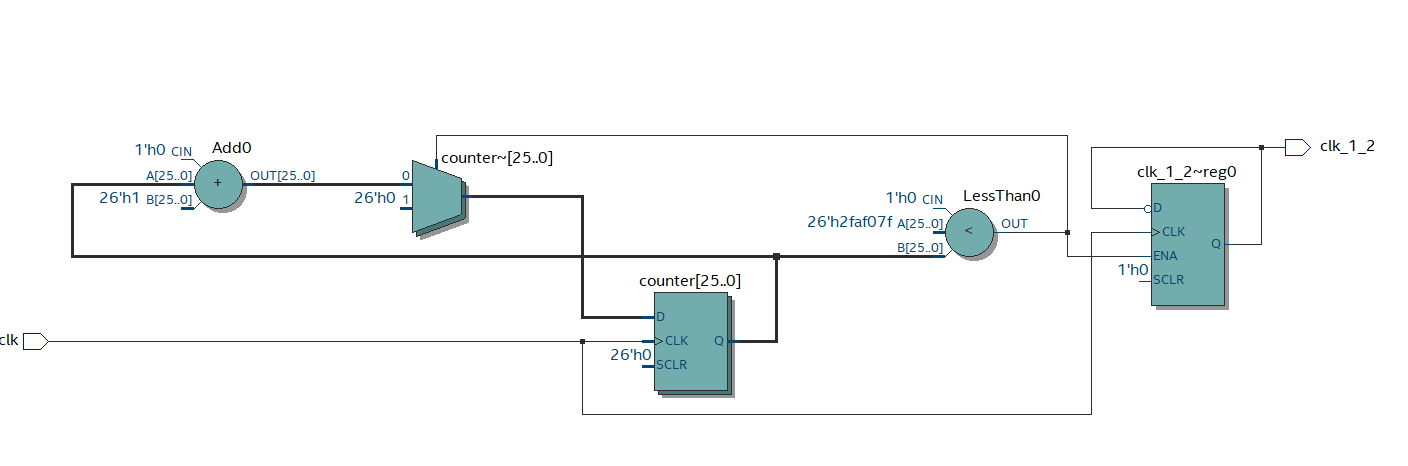 clk_1_2
clk_1_2~reg0
D
CLK
ENA
1'h0
SCLR
Q
Add0
1'h0 CIN
A[25..0]
26'h1 B[25..0]
+
OUT[25..0]
counter~[25..0]
0
26'h0
1
LessThan0
1'h0 CIN
26'h2faf07f A[25..0]
B[25..0]
<
OUT
counter[25..0]
D
CLK
26'h0
SCLR
Q
clk